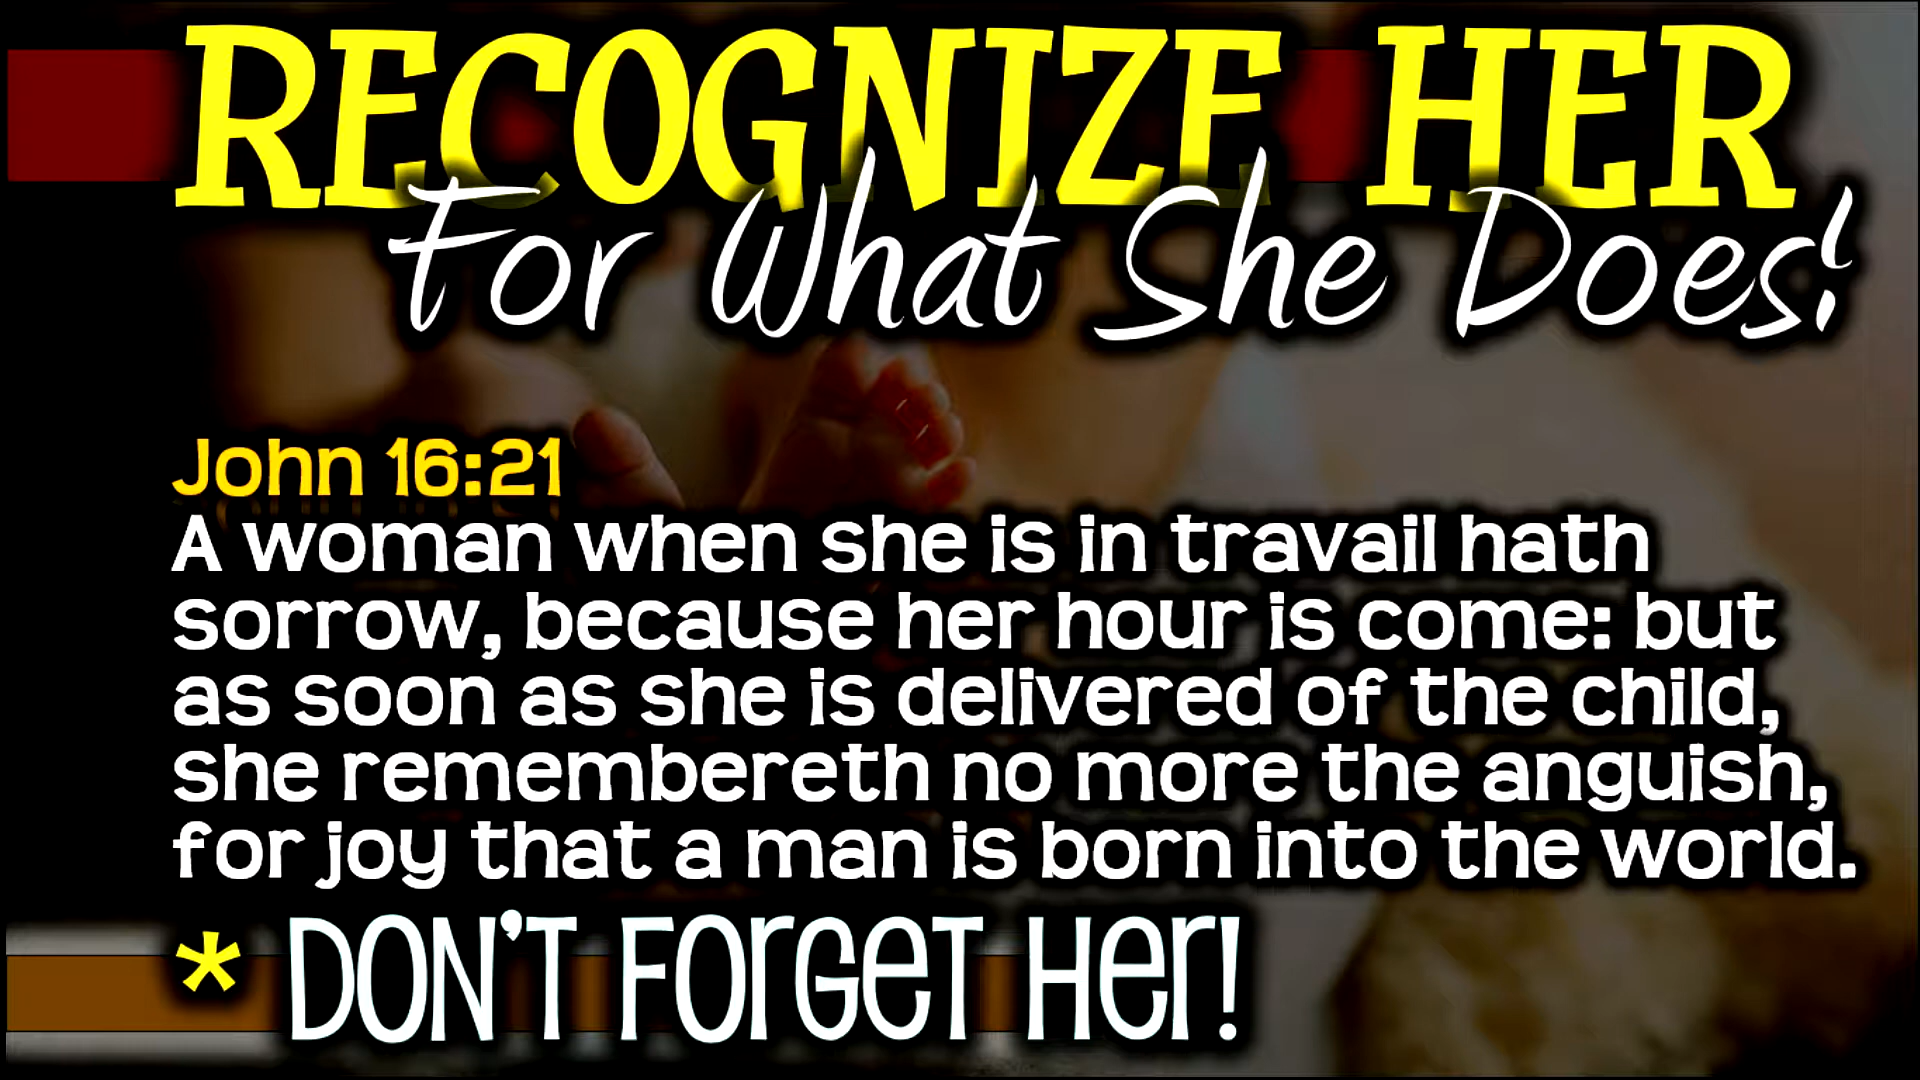 RECOGNIZE HER
For What She Does!
John 16:21
A woman when she is in travail hath
sorrow, because her hour is come: but
as soon as she is delivered of the child,
she remembereth no more the anguish,
for joy that a man is born into the world.
* DON'T FOrGeT Her!